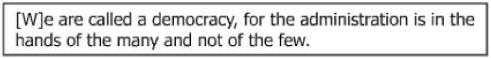 [W]e are called a democracy, for the administration is in the
hands of the many and not of the few.